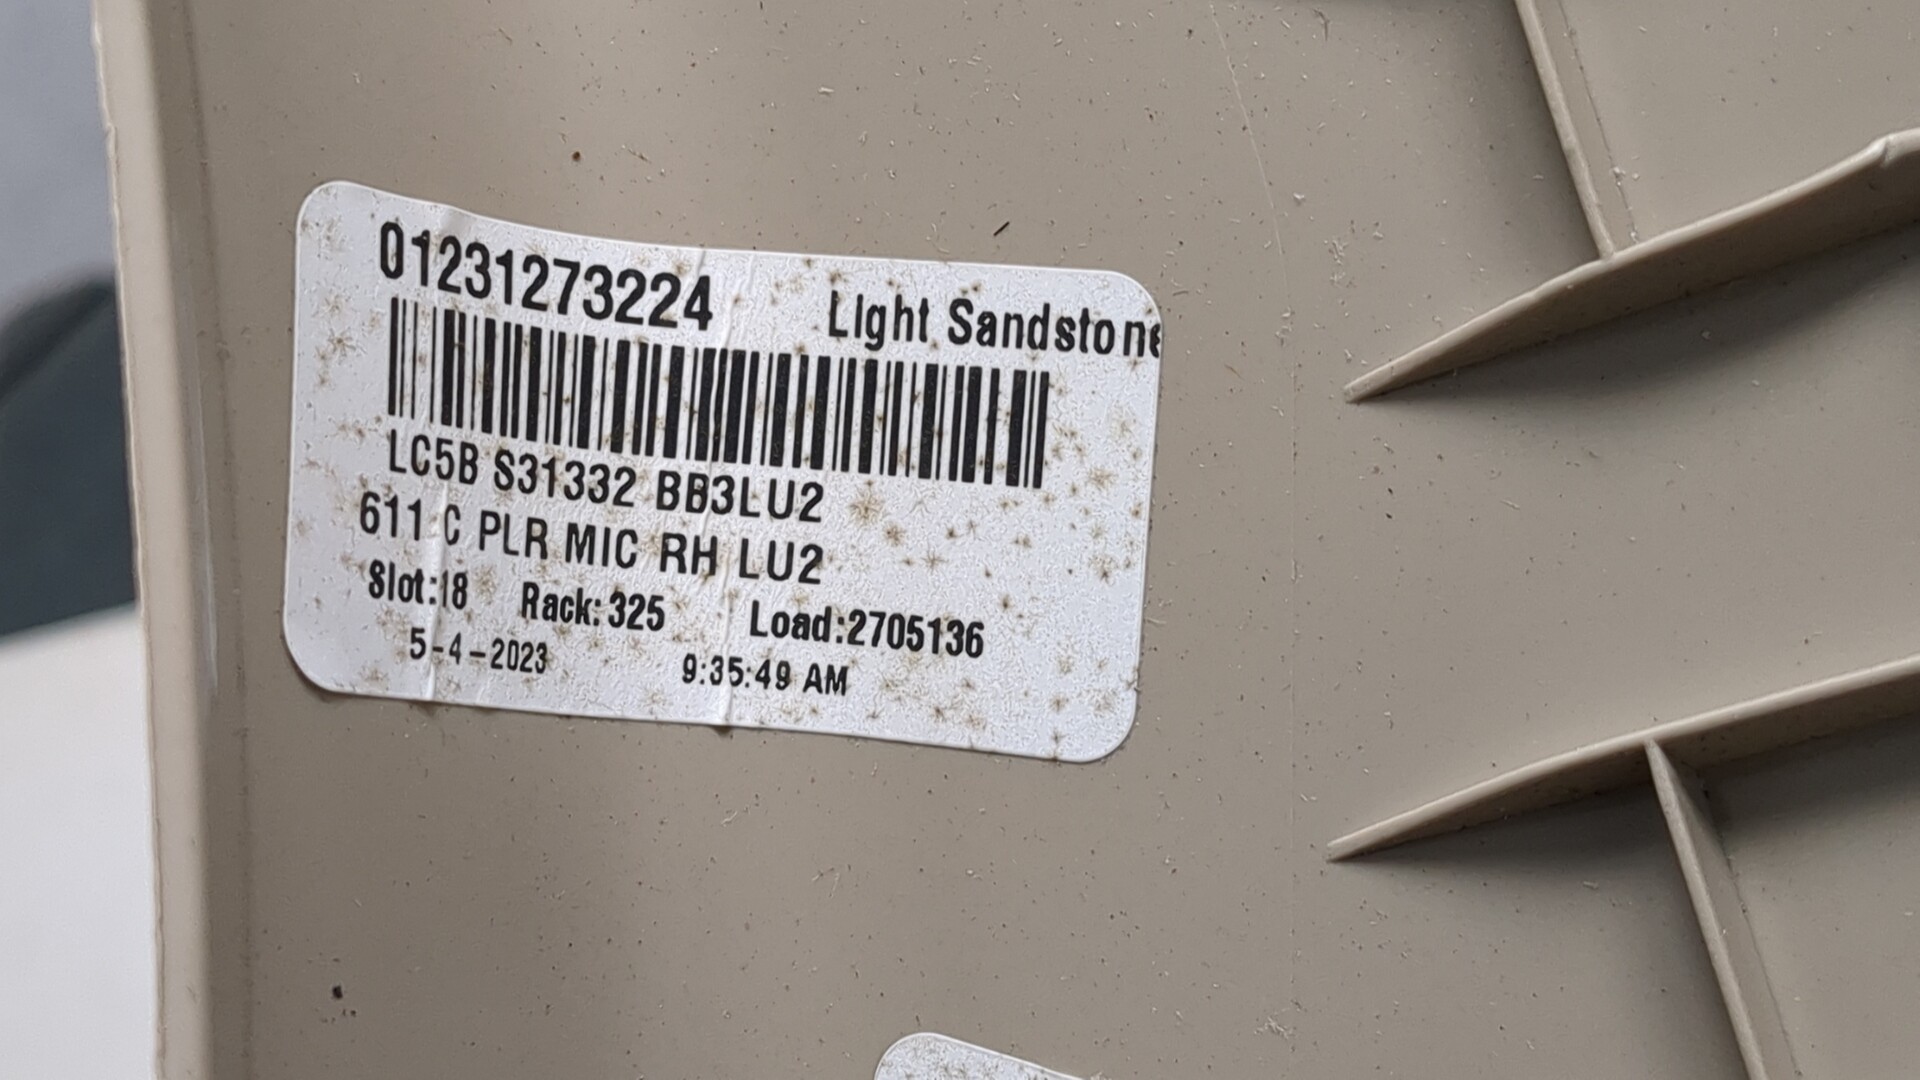 01231273224 Light Sandstone
LC5B S31332 BB3LU2
611 C PLR MIC RH LU2
Slot:18 Rack:325 Load:2705136
5-4-2023 9:35:49 AM